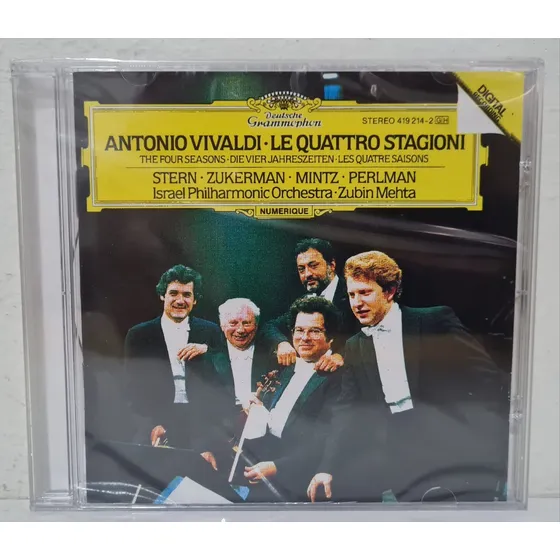 Deutsche
Grammophon
STEREO 419 214-2 GH
DIGITAL
ANTONIO VIVALDI · LE QUATTRO STAGIONI
THE FOUR SEASONS · DIE VIER JAHRESZEITEN · LES QUATRE SAISONS
STERN · ZUKERMAN · MINTZ · PERLMAN
Israel Philharmonic Orchestra · Zubin Mehta
NUMERIQUE